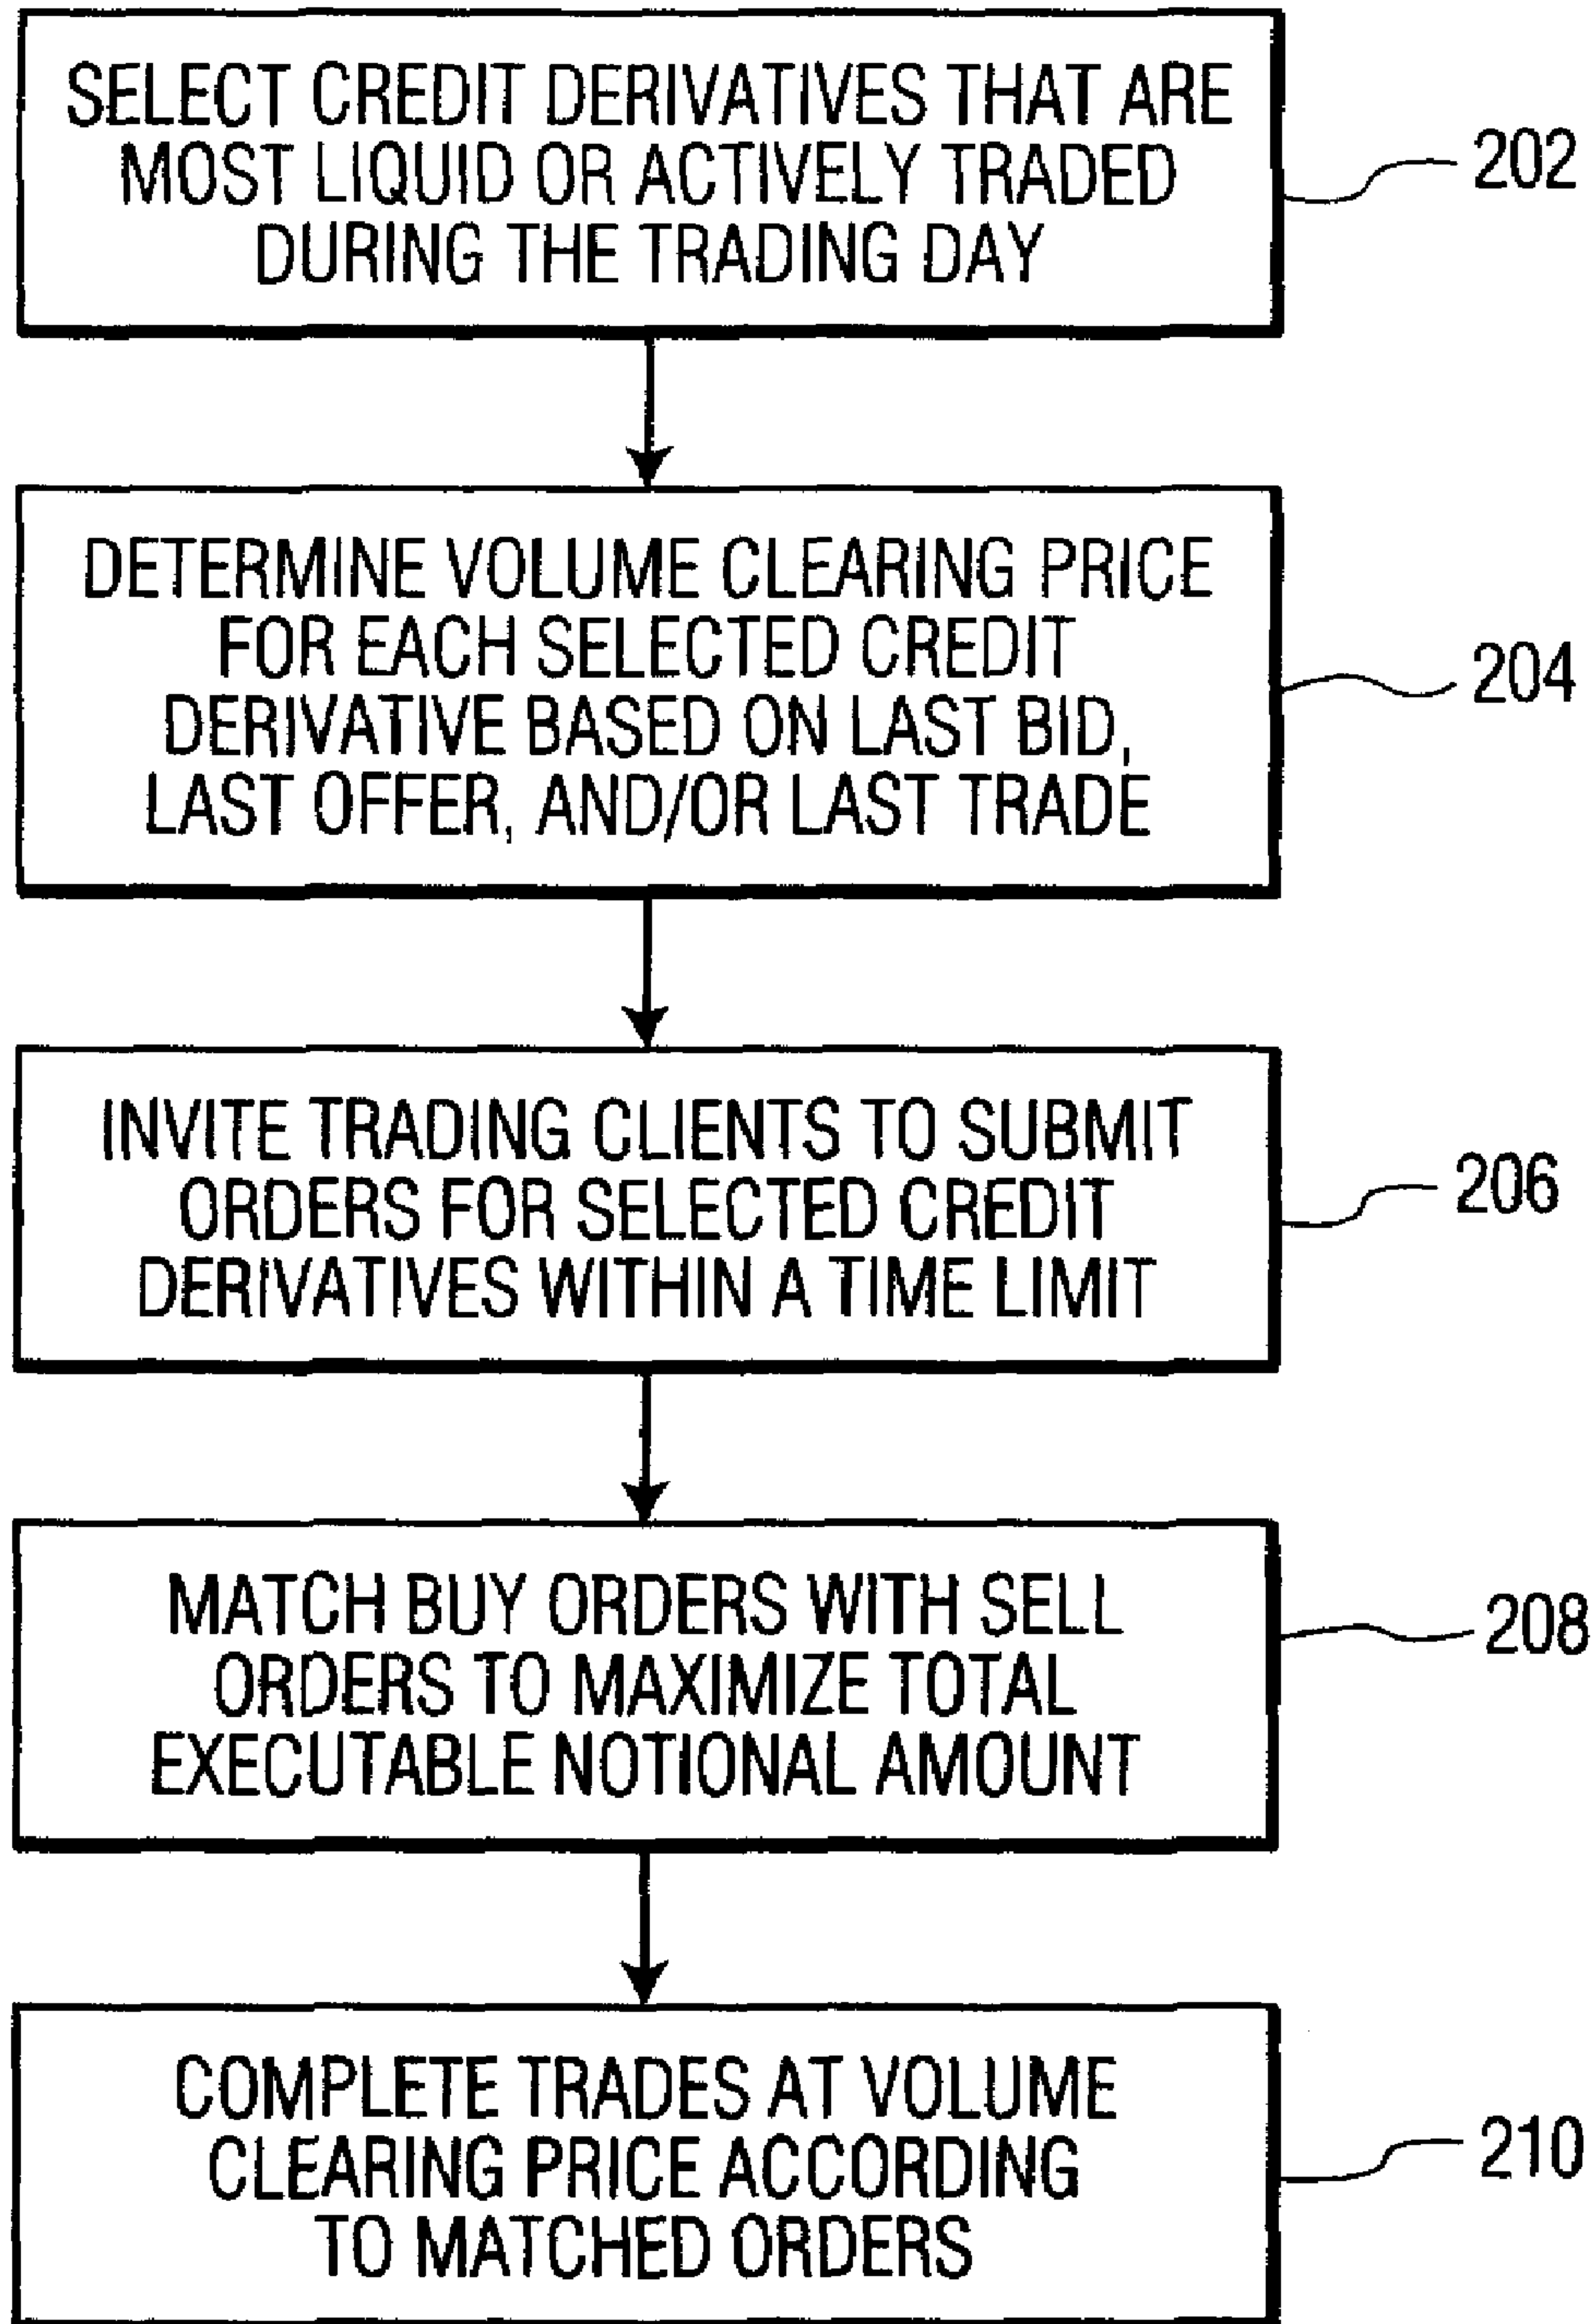 SELECT CREDIT DERIVATIVES THAT ARE
MOST LIQUID OR ACTIVELY TRADED
DURING THE TRADING DAY
202
DETERMINE VOLUME CLEARING PRICE
FOR EACH SELECTED CREDIT
DERIVATIVE BASED ON LAST BID,
LAST OFFER, AND/OR LAST TRADE
204
INVITE TRADING CLIENTS TO SUBMIT
ORDERS FOR SELECTED CREDIT
DERIVATIVES WITHIN A TIME LIMIT
206
MATCH BUY ORDERS WITH SELL
ORDERS TO MAXIMIZE TOTAL
EXECUTABLE NOTIONAL AMOUNT
208
COMPLETE TRADES AT VOLUME
CLEARING PRICE ACCORDING
TO MATCHED ORDERS
210